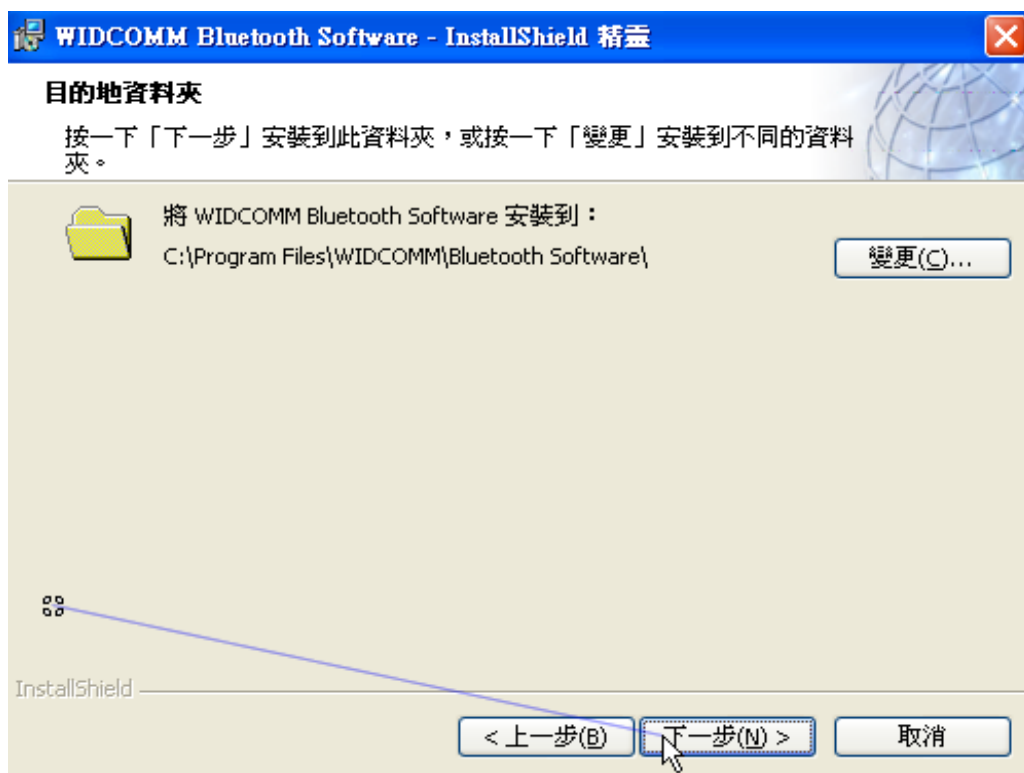 WIDCOMM Bluetooth Software - InstallShield 精靈
目的地資料夾
按一下「下一步」安裝到此資料夾，或按一下「變更」安裝到不同的資料
夾。
將 WIDCOMM Bluetooth Software 安裝到：
C:\Program Files\WIDCOMM\Bluetooth Software\
變更(C)...
InstallShield
< 上一步(B)
下一步(N) >
取消